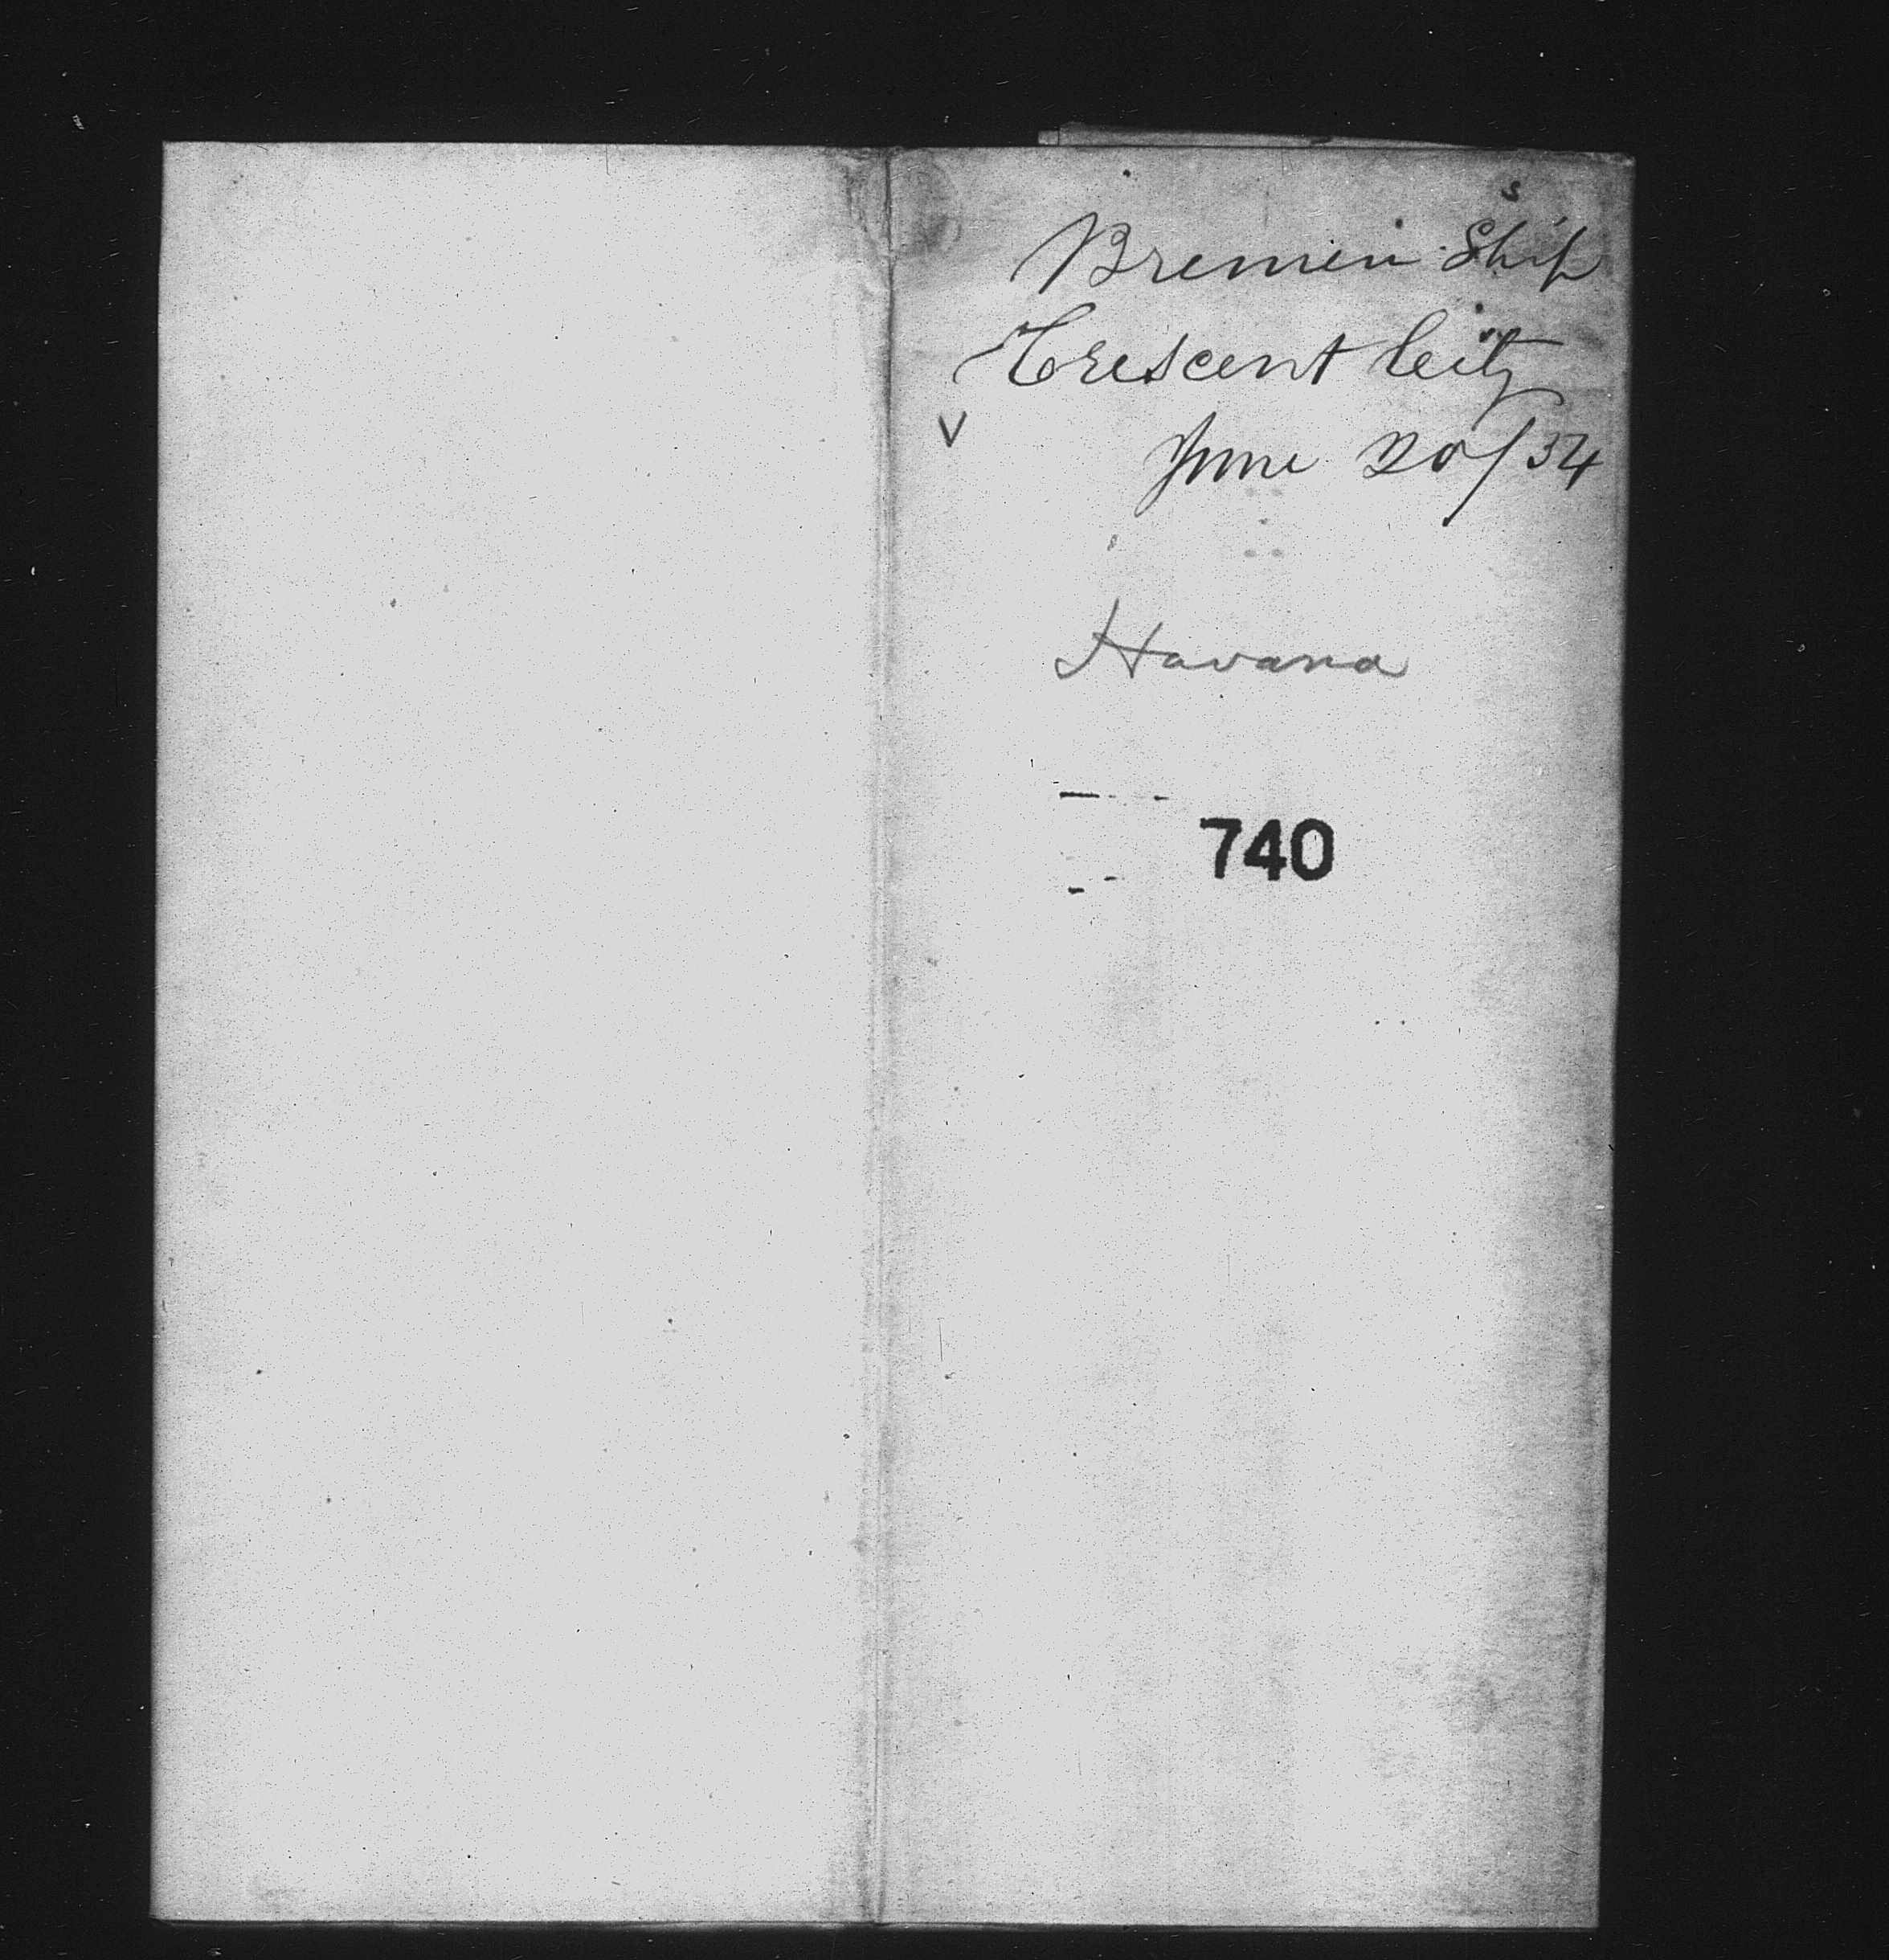 Bremen Ship
Crescent City
V
June 20/54
Havana
740